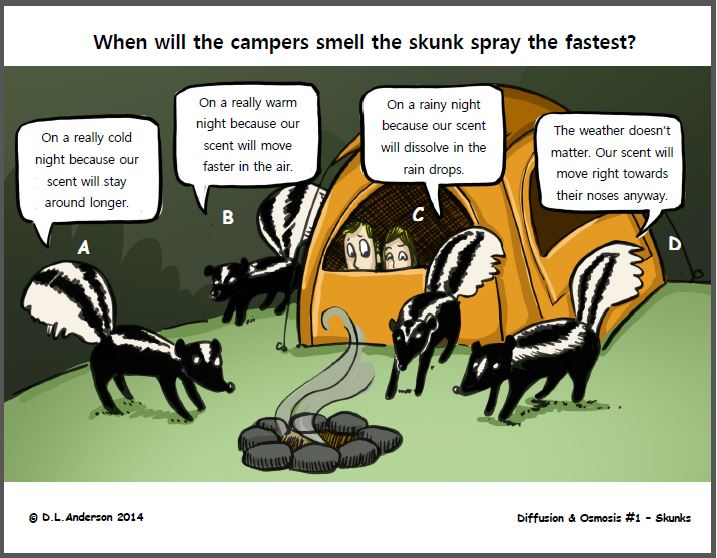 When will the campers smell the skunk spray the fastest?
On a really cold
night because our
scent will stay
around longer.
A
On a really warm
night because our
scent will move
faster in the air.
B
On a rainy night
because our scent
will dissolve in the
rain drops.
C
The weather doesn't
matter. Our scent will
move right towards
their noses anyway.
D
© D.L.Anderson 2014
Diffusion & Osmosis #1 – Skunks